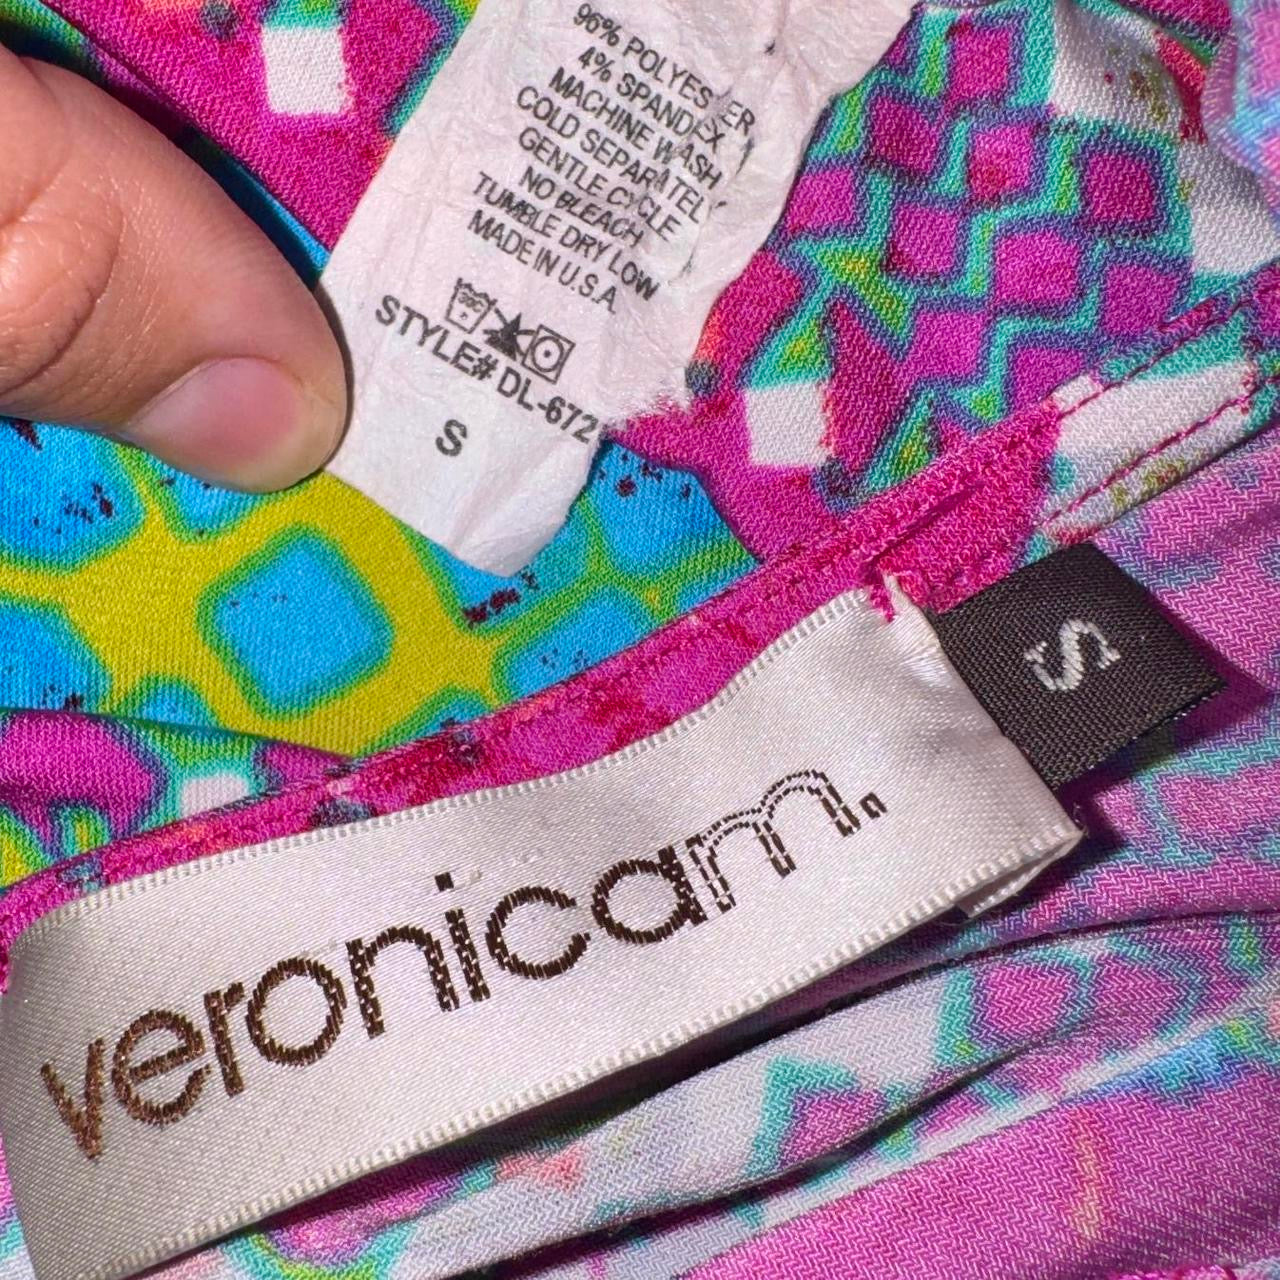 96% POLYESTER
4% SPANDEX
MACHINE WASH
COLD SEPARATELY
GENTLE CYCLE
NO BLEACH
TUMBLE DRY LOW
MADE IN U.S.A
STYLE# DL-672
S
S
veronicam.